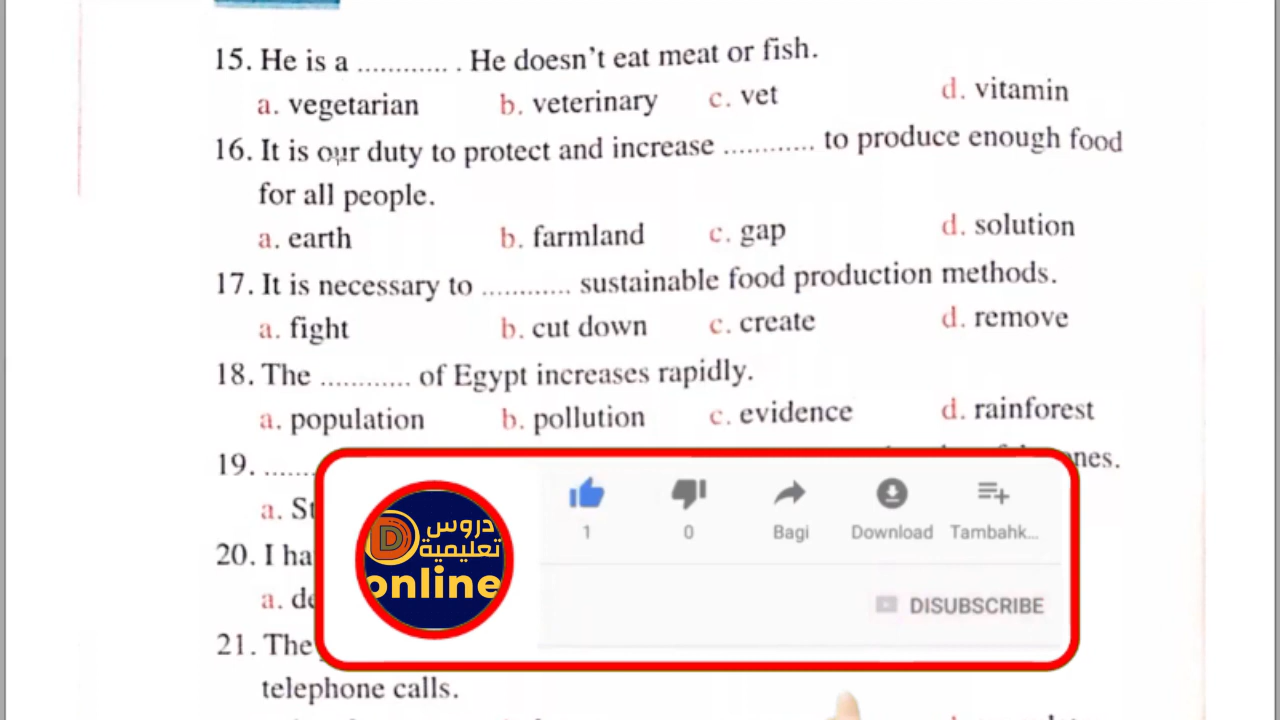 15. He is a ............ . He doesn't eat meat or fish.
a. vegetarian b. veterinary c. vet d. vitamin
16. It is our duty to protect and increase ............ to produce enough food
for all people.
a. earth b. farmland c. gap d. solution
17. It is necessary to ............ sustainable food production methods.
a. fight b. cut down c. create d. remove
18. The ............ of Egypt increases rapidly.
a. population b. pollution c. evidence d. rainforest
19. ......
a.
20. I
a.
21. The
telephone calls.
دروس
تعليمية
online
1 0 Bagi Download Tambahk...
DISUBSCRIBE